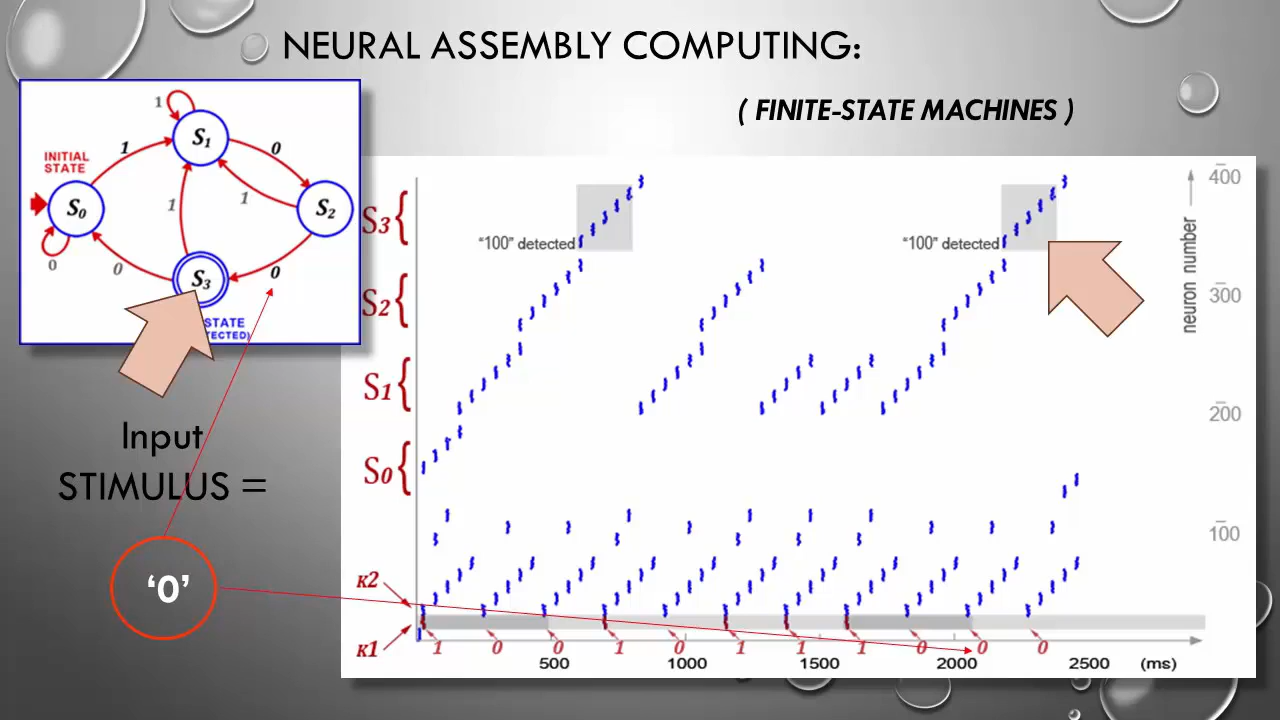 NEURAL ASSEMBLY COMPUTING:
( FINITE-STATE MACHINES )
1
S1
1
0
INITIAL
STATE
S0
1
1
S2
0
0
S3
0
STATE
TECTED)
Input
STIMULUS =
‘0’
S3{
S2{
S1{
S0{
"100" detected
"100" detected
neuron number
400
300
200
100
κ2
κ1
1 0 0 1 0 1 1 1 0 0 0
500 1000 1500 2000 2500 (ms)